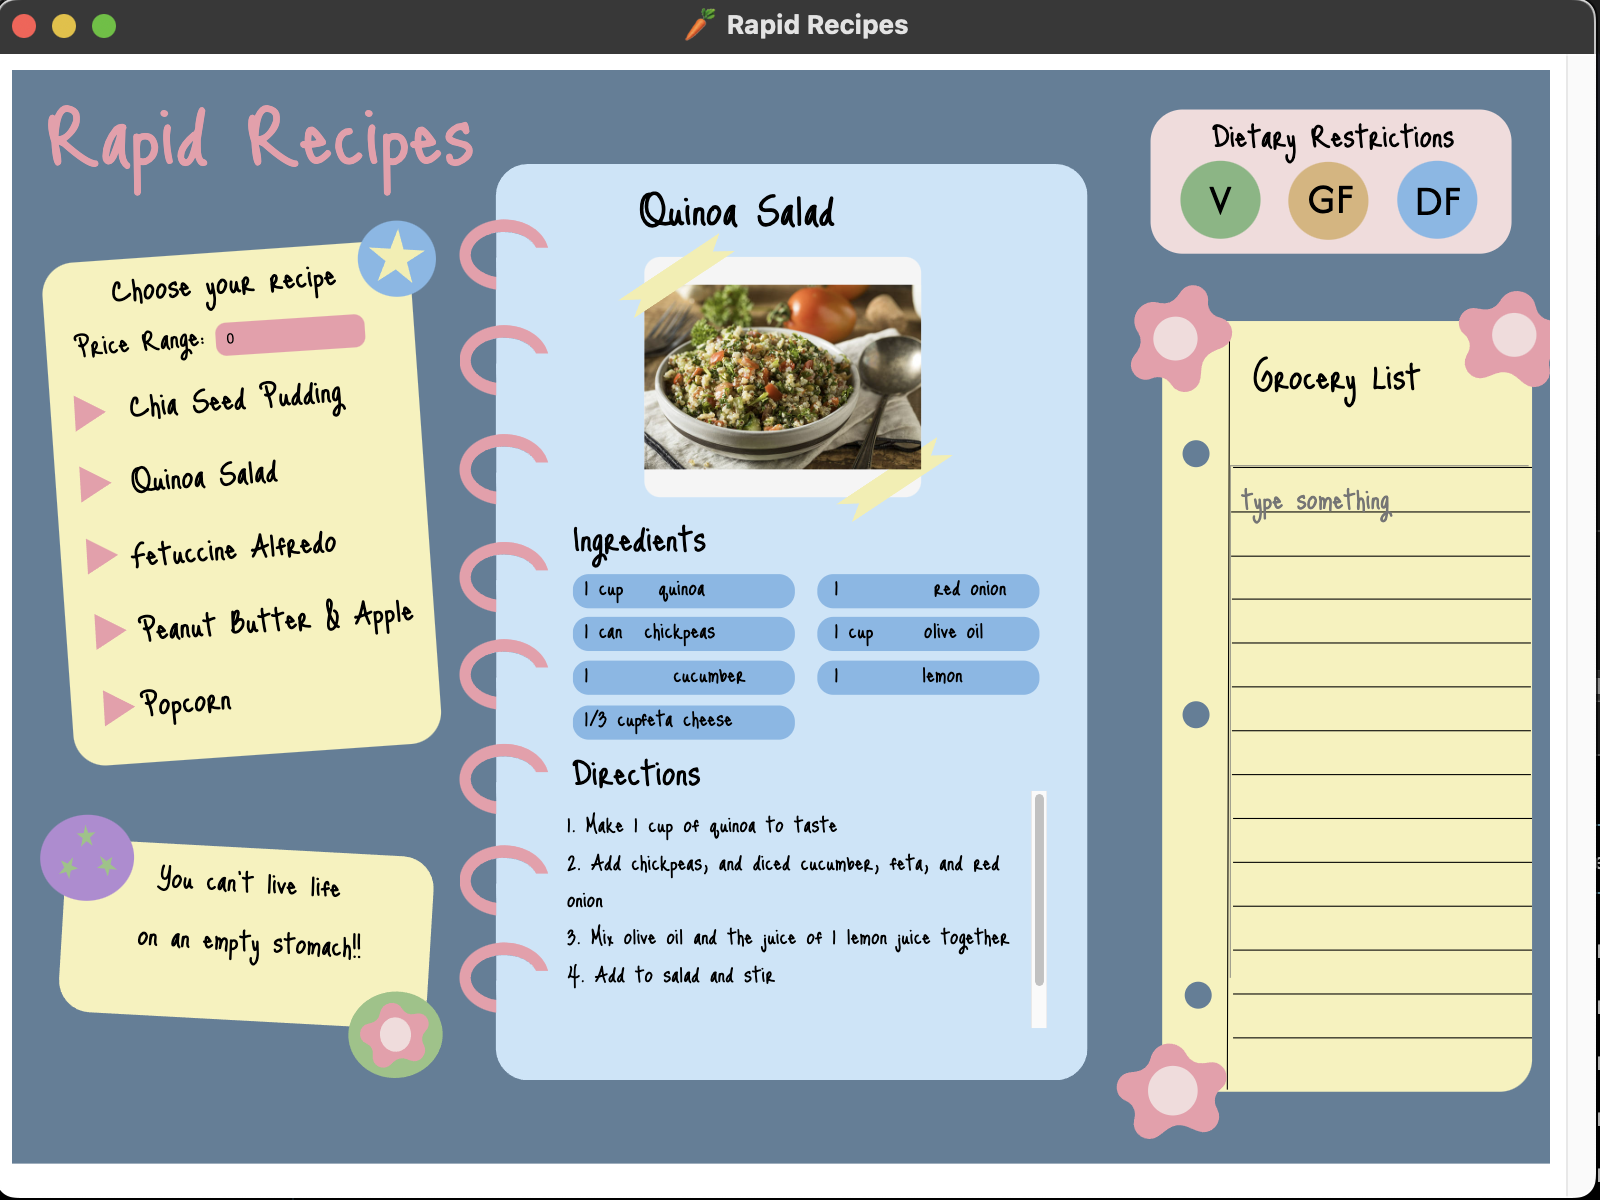 Rapid Recipes
Rapid Recipes
Choose your recipe
Price Range: 0
Chia Seed Pudding
Quinoa Salad
Fetuccine Alfredo
Peanut Butter & Apple
Popcorn
You can't live life
on an empty stomach!!
Quinoa Salad
Ingredients
1 cup quinoa
1 red onion
1 can chickpeas
1 cup olive oil
1 cucumber
1 lemon
1/3 cupfeta cheese
Directions
1. Make 1 cup of quinoa to taste
2. Add chickpeas, and diced cucumber, feta, and red
onion
3. Mix olive oil and the juice of 1 lemon juice together
4. Add to salad and stir
Dietary Restrictions
V GF DF
Grocery List
type something